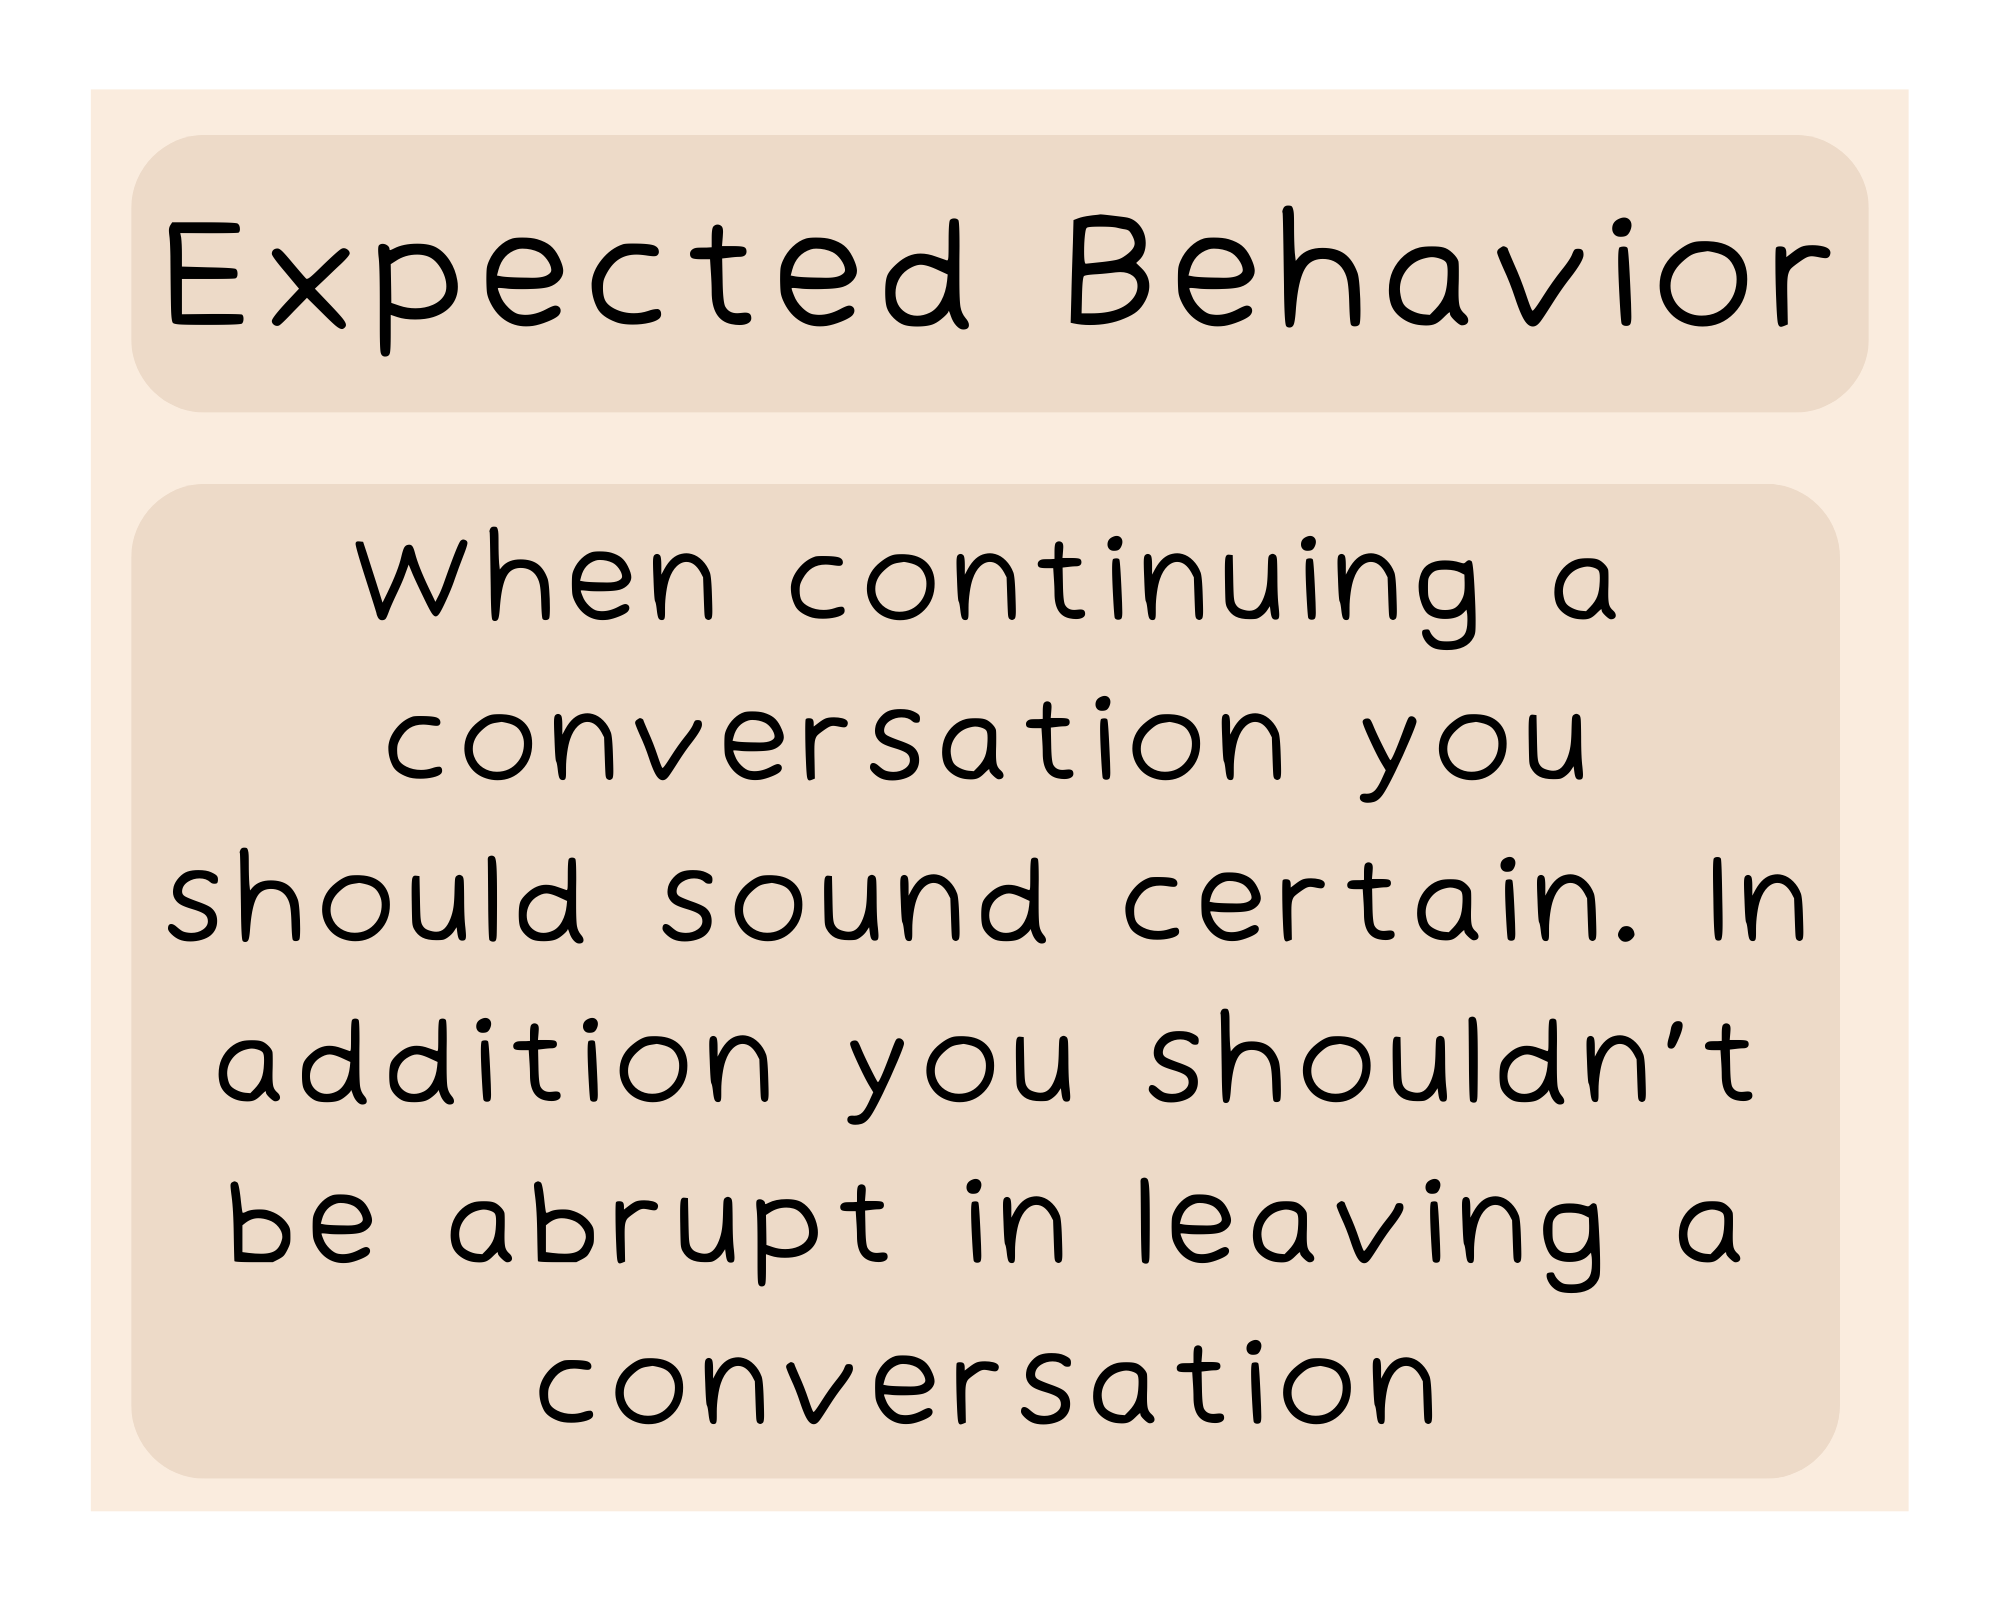 Expected Behavior
When continuing a
conversation you
should sound certain. In
addition you shouldn't
be abrupt in leaving a
conversation